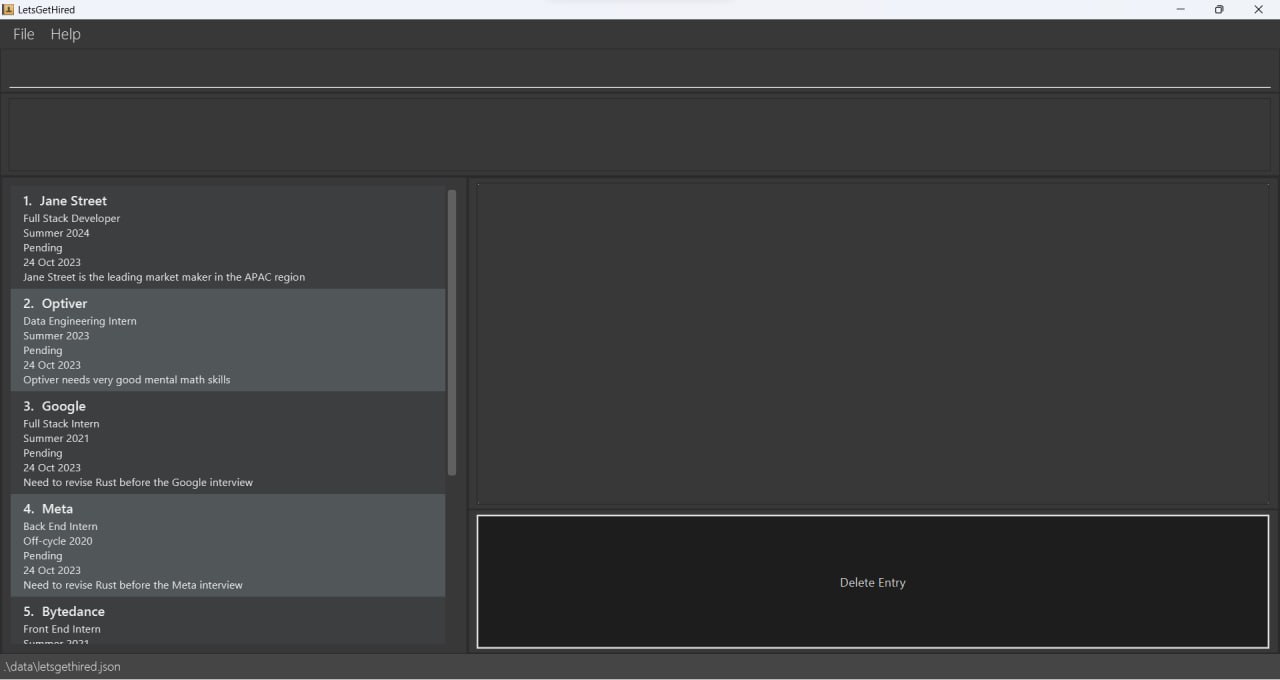 LetsGetHired
File Help
1. Jane Street
Full Stack Developer
Summer 2024
Pending
24 Oct 2023
Jane Street is the leading market maker in the APAC region
2. Optiver
Data Engineering Intern
Summer 2023
Pending
24 Oct 2023
Optiver needs very good mental math skills
3. Google
Full Stack Intern
Summer 2021
Pending
24 Oct 2023
Need to revise Rust before the Google interview
4. Meta
Back End Intern
Off-cycle 2020
Pending
24 Oct 2023
Need to revise Rust before the Meta interview
5. Bytedance
Front End Intern
Summer 2021
Delete Entry
.\data\letsgethired.json